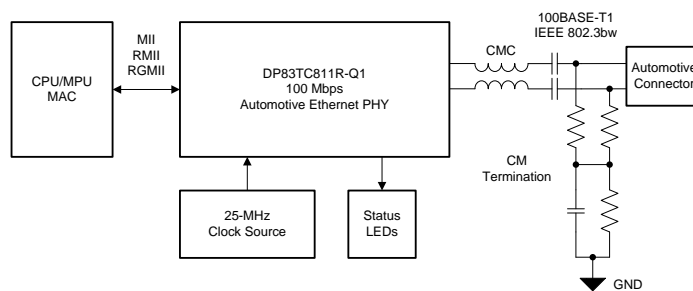 CPU/MPU
MAC
MII
RMII
RGMII
DP83TC811R-Q1
100 Mbps
Automotive Ethernet PHY
CMC
100BASE-T1
IEEE 802.3bw
Automotive
Connector
25-MHz
Clock Source
Status
LEDs
CM
Termination
GND